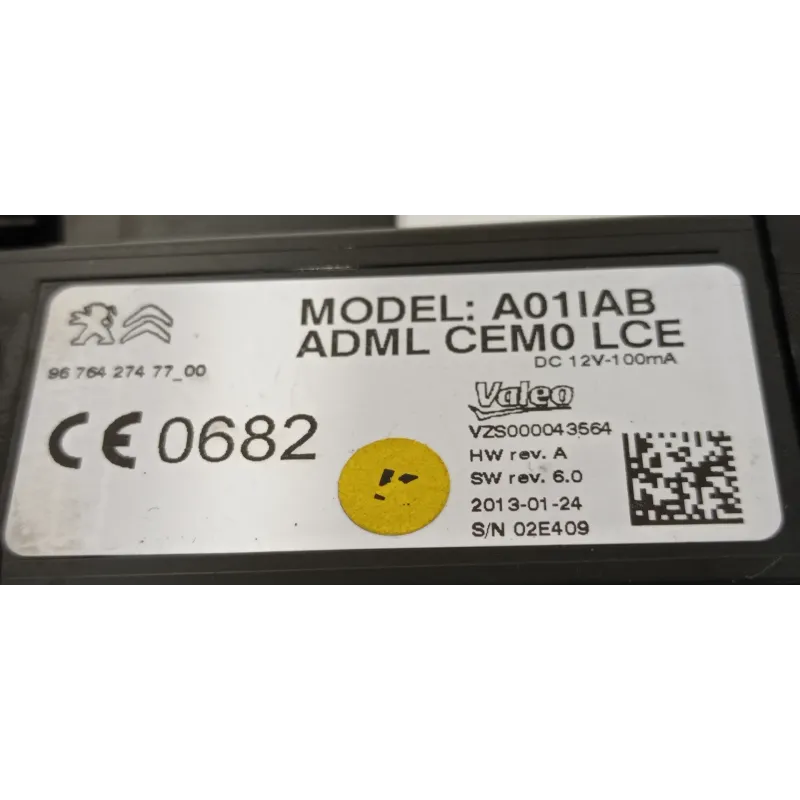 MODEL: A01IAB
ADML CEM0 LCE
DC 12V-100mA
96 764 274 77_00
CE 0682
Valeo
VZS000043564
HW rev. A
SW rev. 6.0
2013-01-24
S/N 02E409